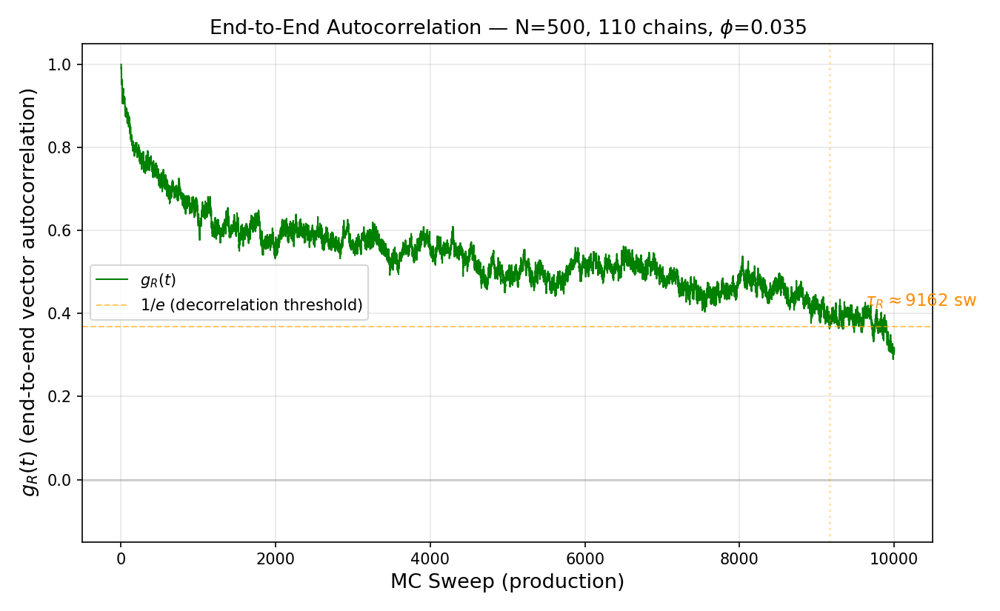 End-to-End Autocorrelation — N=500, 110 chains, ϕ=0.035
g_R(t) (end-to-end vector autocorrelation)
1.0
0.8
0.6
0.4
0.2
0.0
g_R(t)
1/e (decorrelation threshold)
τ_R ≈ 9162 sw
0 2000 4000 6000 8000 10000
MC Sweep (production)